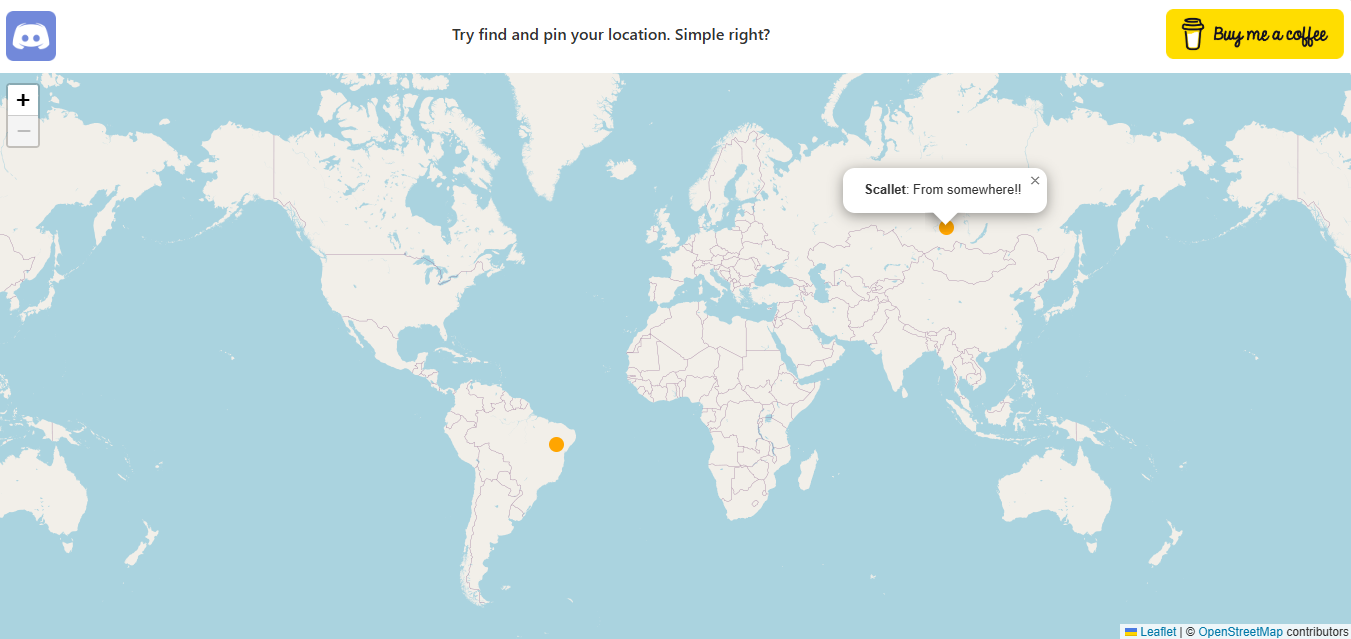 Try find and pin your location. Simple right?
Buy me a coffee
+
−
Scallet: From somewhere!! ×
Leaflet | © OpenStreetMap contributors